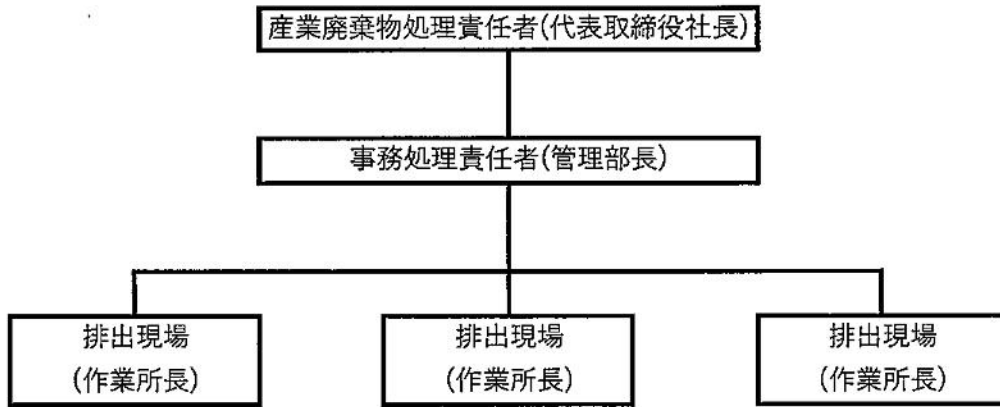 産業廃棄物処理責任者(代表取締役社長)
事務処理責任者(管理部長)
排出現場
(作業所長)
排出現場
(作業所長)
排出現場
(作業所長)